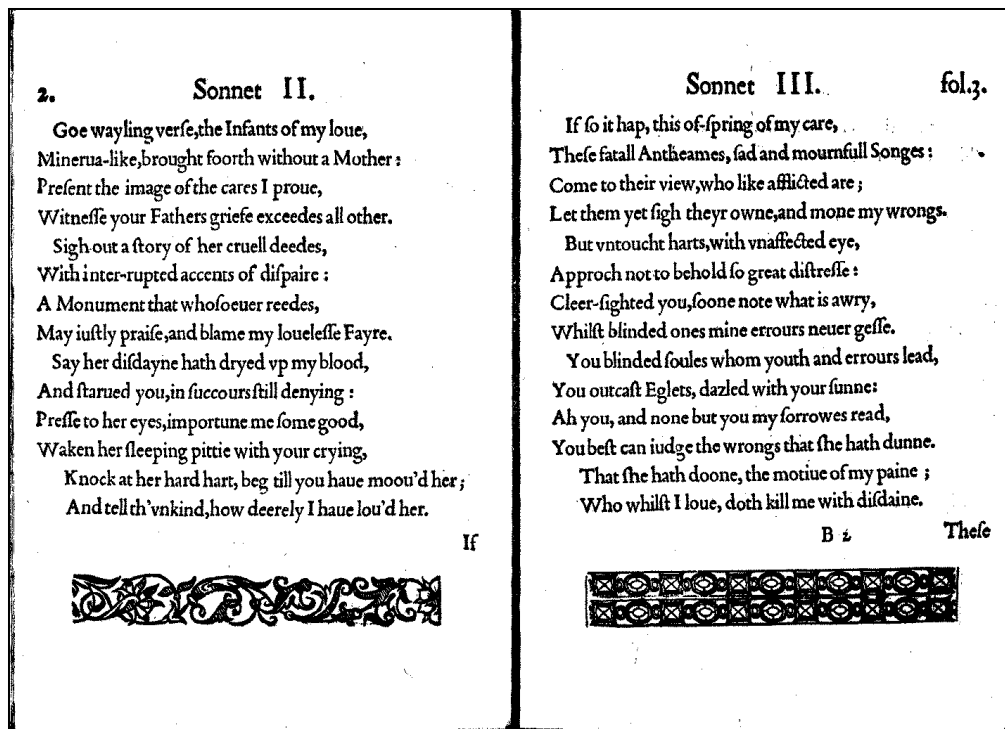 2.
Sonnet II.
Goe wayling verſe,the Infants of my loue,
Minerua-like,brought foorth without a Mother:
Preſent the image of the cares I proue,
Witneſſe your Fathers griefe exceedes all other.
Sigh out a ſtory of her cruell deedes,
With inter-rupted accents of diſpaire:
A Monument that whoſoeuer reedes,
May iuſtly praiſe,and blame my loueleſſe Fayre.
Say her diſdayne hath dryed vp my blood,
And ſtarued you,in ſuccours ſtill denying:
Preſſe to her eyes,importune me ſome good,
Waken her ſleeping pittie with your crying,
Knock at her hard hart, beg till you haue moou'd her;
And tell th'vnkind,how deerely I haue lou'd her.
If
Sonnet III.
fol.3.
If ſo it hap, this of-ſpring of my care,
Theſe fatall Antheames, ſad and mournfull Songes:
Come to their view,who like afflicted are;
Let them yet ſigh theyr owne,and mone my wrongs.
But vntoucht harts,with vnaffected eye,
Approch not to behold ſo great diſtreſſe:
Cleer-ſighted you,ſoone note what is awry,
Whilſt blinded ones mine errours neuer geſſe.
You blinded ſoules whom youth and errours lead,
You outcaſt Eglets, dazled with your ſunne:
Ah you, and none but you my ſorrowes read,
You beſt can iudge the wrongs that ſhe hath dunne.
That ſhe hath doone, the motiue of my paine;
Who whilſt I loue, doth kill me with diſdaine.
B 2
Theſe